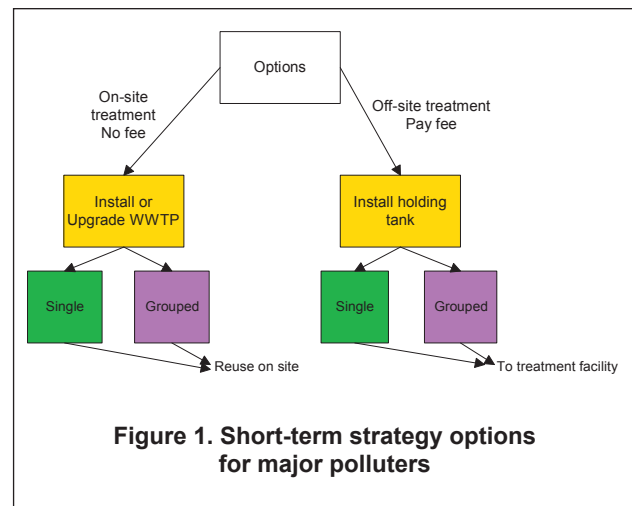 Options
On-site
treatment
No fee
Off-site treatment
Pay fee
Install or
Upgrade WWTP
Install holding
tank
Single
Grouped
Single
Grouped
Reuse on site
To treatment facility
Figure 1. Short-term strategy options
for major polluters